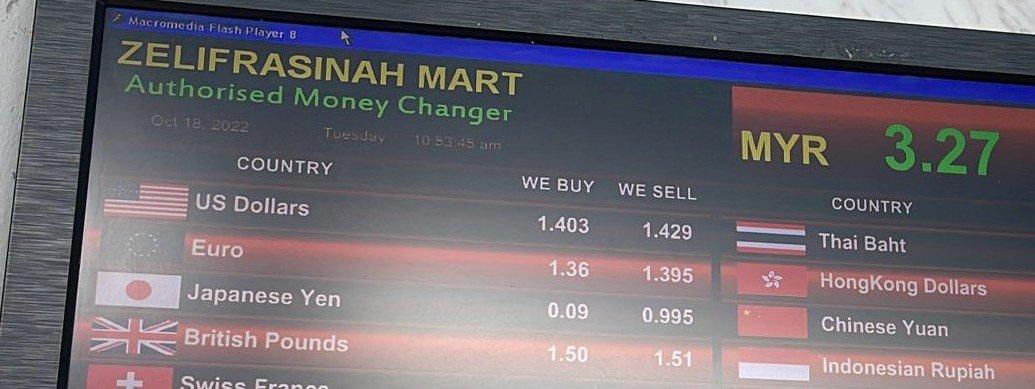 Macromedia Flash Player 8
ZELIFRASINAH MART
Authorised Money Changer
Oct 18, 2022 Tuesday 10:53:45 am
MYR 3.27
COUNTRY WE BUY WE SELL
US Dollars 1.403 1.429
Euro 1.36 1.395
Japanese Yen 0.09 0.995
British Pounds 1.50 1.51
Swiss Francs
COUNTRY
Thai Baht
HongKong Dollars
Chinese Yuan
Indonesian Rupiah